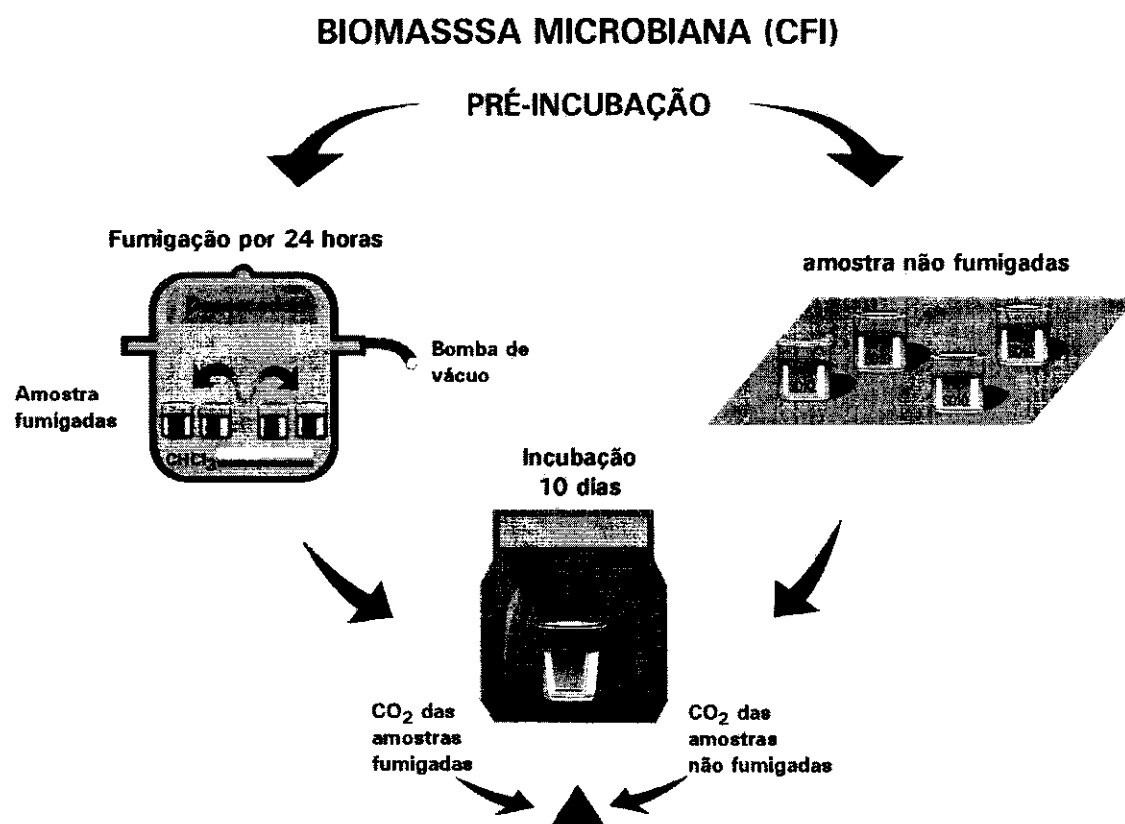 BIOMASSSA MICROBIANA (CFI)
PRÉ-INCUBAÇÃO
Fumigação por 24 horas
amostra não fumigadas
Bomba de
vácuo
Amostra
fumigadas
CHCl3
Incubação
10 dias
CO2 das
amostras
fumigadas
CO2 das
amostras
não fumigadas